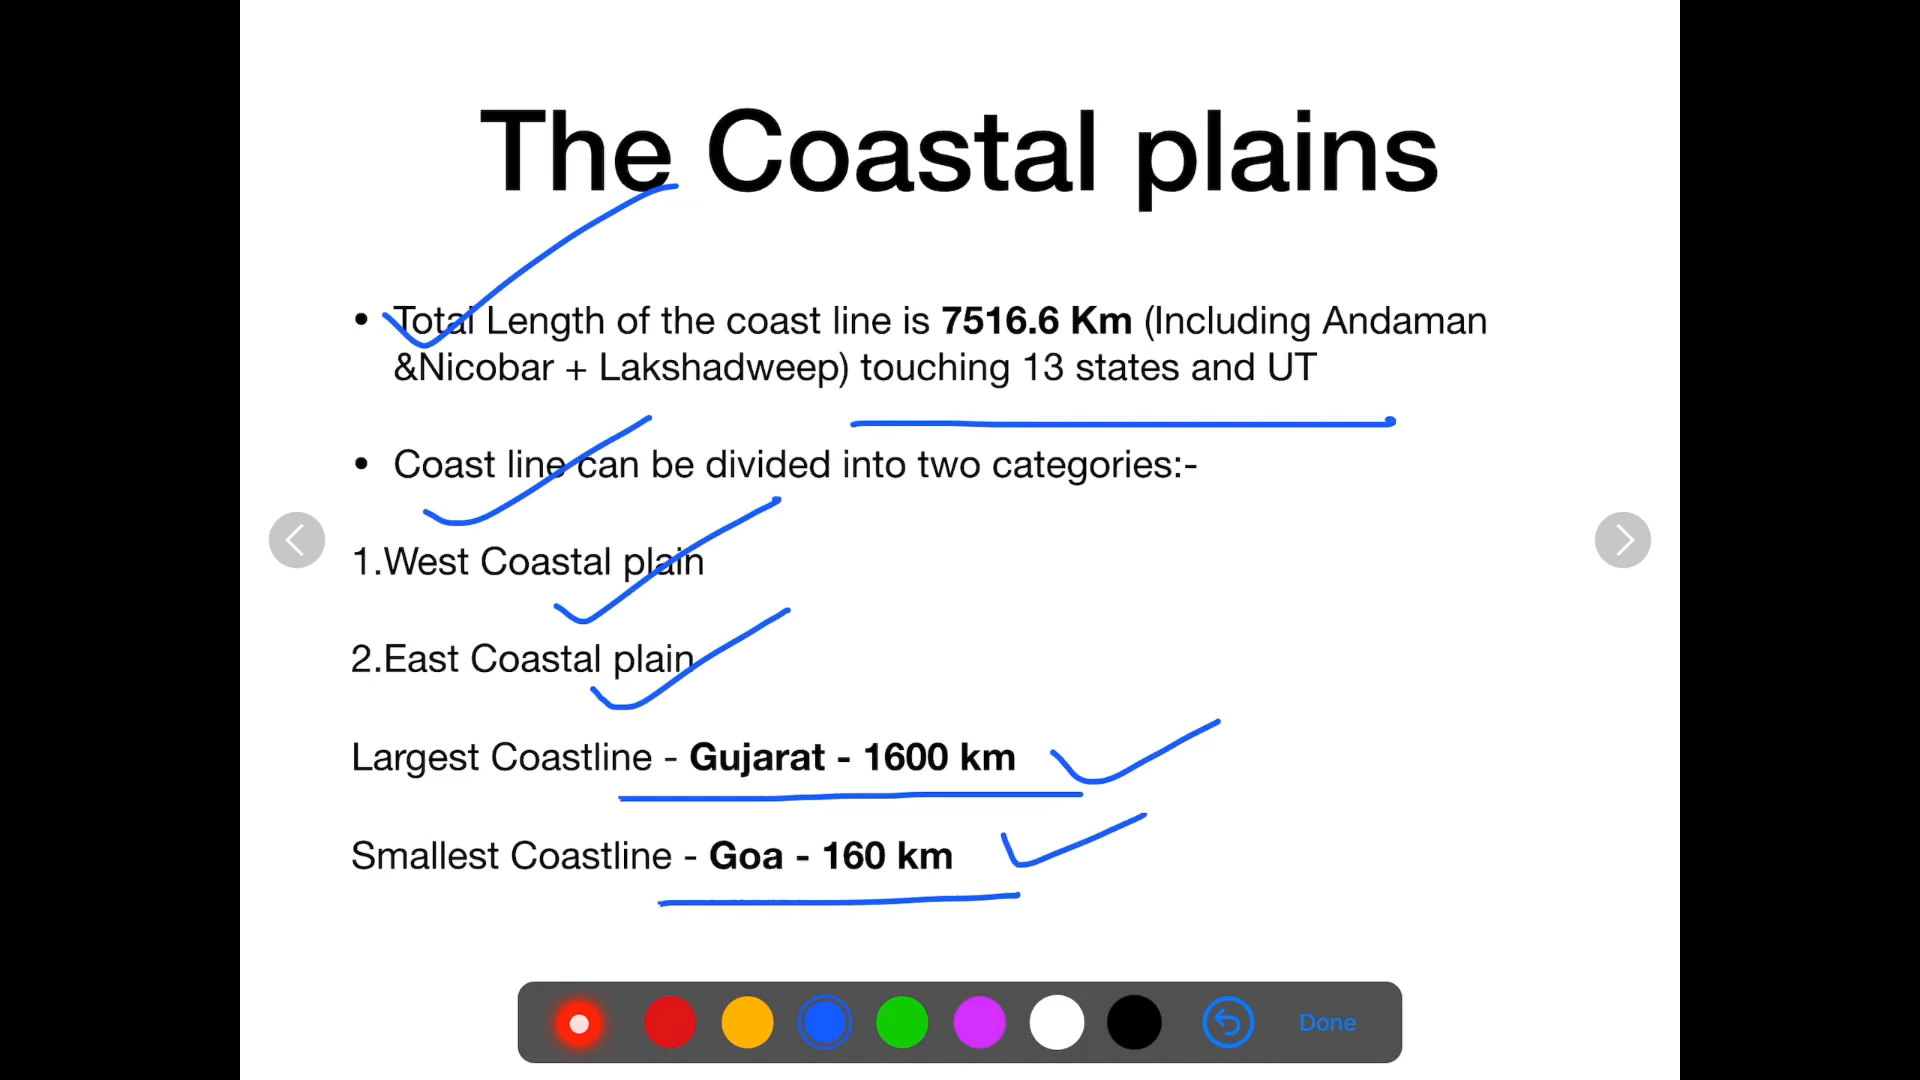 The Coastal plains
• Total Length of the coast line is 7516.6 Km (Including Andaman
&Nicobar + Lakshadweep) touching 13 states and UT
• Coast line can be divided into two categories:-
1.West Coastal plain
2.East Coastal plain
Largest Coastline - Gujarat - 1600 km
Smallest Coastline - Goa - 160 km
Done